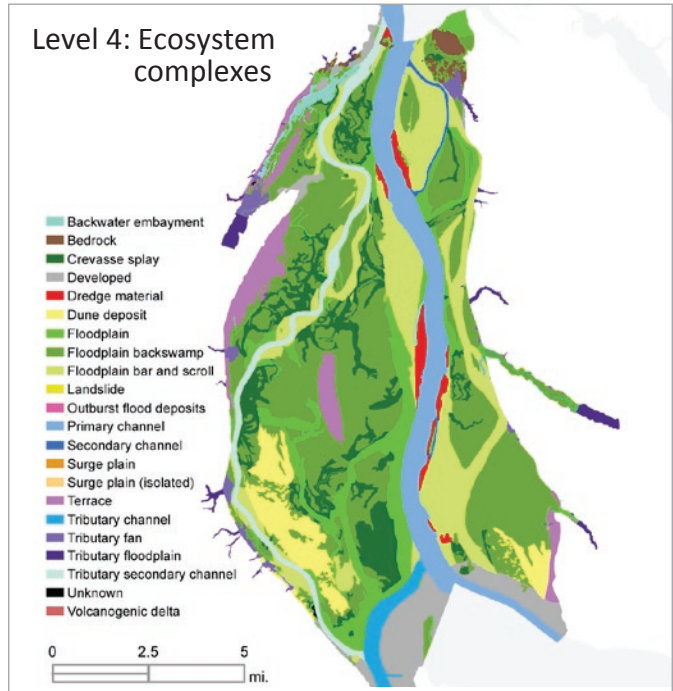 Level 4: Ecosystem
complexes
Backwater embayment
Bedrock
Crevasse splay
Developed
Dredge material
Dune deposit
Floodplain
Floodplain backswamp
Floodplain bar and scroll
Landslide
Outburst flood deposits
Primary channel
Secondary channel
Surge plain
Surge plain (isolated)
Terrace
Tributary channel
Tributary fan
Tributary floodplain
Tributary secondary channel
Unknown
Volcanogenic delta
0 2.5 5
mi.